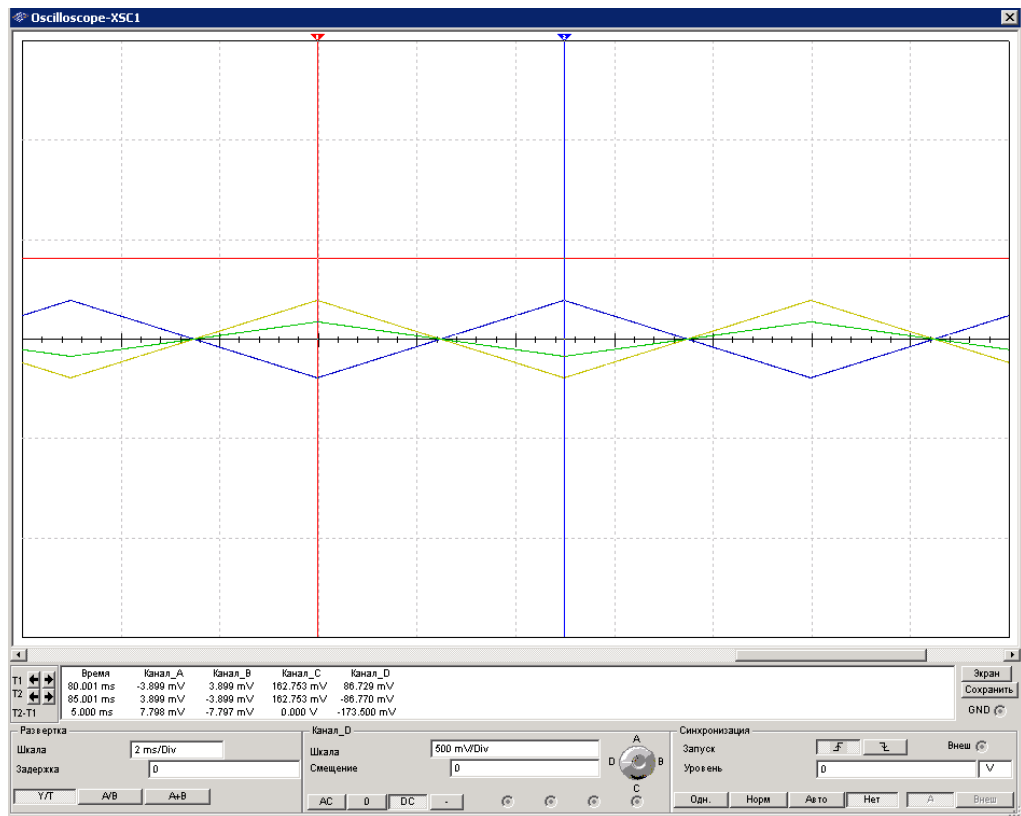 Oscilloscope-XSC1
1
2
T1
T2
T2-T1
Время Канал_A Канал_B Канал_C Канал_D
80.001 ms -3.899 mV 3.899 mV 162.753 mV 86.729 mV
85.001 ms 3.899 mV -3.899 mV 162.753 mV -86.770 mV
5.000 ms 7.798 mV -7.797 mV 0.000 V -173.500 mV
Экран
Сохранить
GND
Развертка
Шкала 2 ms/Div
Задержка 0
Y/T A/B A+B
Канал_D
Шкала 500 mV/Div
Смещение 0
A
D B
C
AC 0 DC -
Синхронизация
Запуск Внеш
Уровень 0 V
Одн. Норм Авто Нет A Внеш